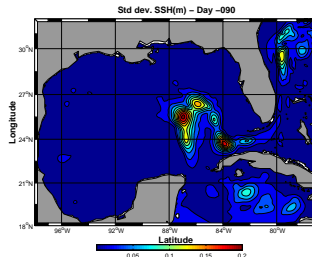 Std dev. SSH(m) – Day –090
30°N
27°N
24°N
21°N
18°N
Longitude
96°W
92°W
88°W
84°W
80°W
Latitude
0.05
0.1
0.15
0.2